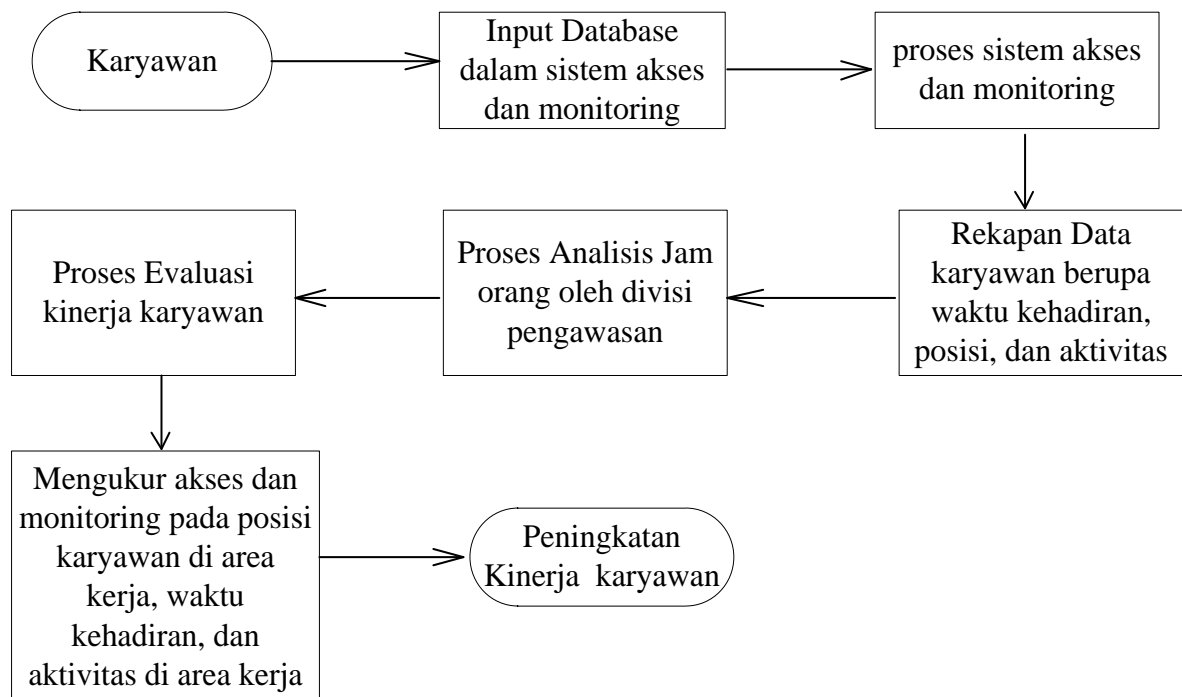 Karyawan
Input Database
dalam sistem akses
dan monitoring
proses sistem akses
dan monitoring
Rekapan Data
karyawan berupa
waktu kehadiran,
posisi, dan aktivitas
Proses Analisis Jam
orang oleh divisi
pengawasan
Proses Evaluasi
kinerja karyawan
Mengukur akses dan
monitoring pada posisi
karyawan di area
kerja, waktu
kehadiran, dan
aktivitas di area kerja
Peningkatan
Kinerja karyawan